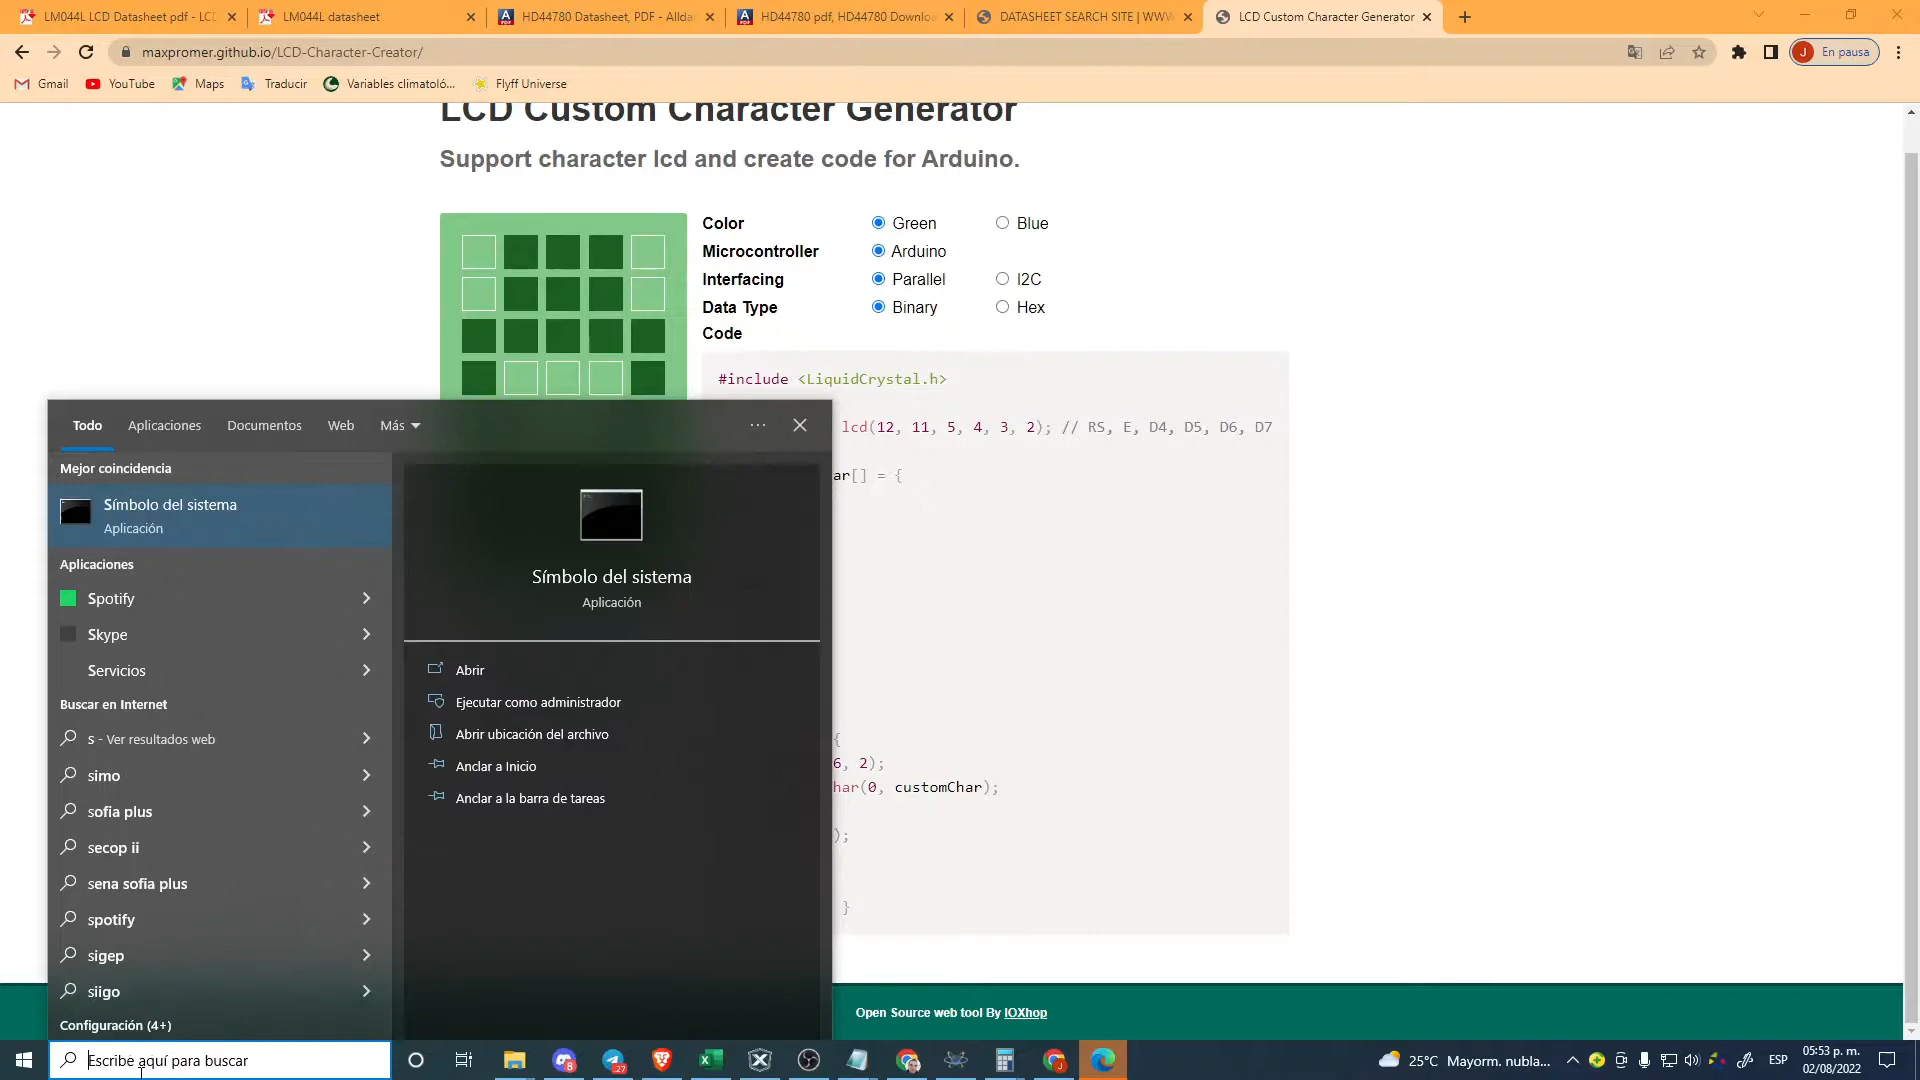 LM044L LCD Datasheet pdf - LCD
LM044L datasheet
HD44780 Datasheet, PDF - Allda
HD44780 pdf, HD44780 Downlo
DATASHEET SEARCH SITE | WWW
LCD Custom Character Generator
maxpromer.github.io/LCD-Character-Creator/
J
En pausa
Gmail
YouTube
Maps
Traducir
Variables climatoló...
Flyff Universe
LCD Custom Character Generator
Support character lcd and create code for Arduino.
Color
Green
Blue
Microcontroller
Arduino
Interfacing
Parallel
I2C
Data Type
Binary
Hex
Code
#include <LiquidCrystal.h>
lcd(12, 11, 5, 4, 3, 2); // RS, E, D4, D5, D6, D7
ar[] = {
{
6, 2);
har(0, customChar);
);
}
Todo
Aplicaciones
Documentos
Web
Más
Mejor coincidencia
Símbolo del sistema
Aplicación
Aplicaciones
Spotify
Skype
Servicios
Buscar en Internet
s - Ver resultados web
simo
sofia plus
secop ii
sena sofia plus
spotify
sigep
siigo
Configuración (4+)
Símbolo del sistema
Aplicación
Abrir
Ejecutar como administrador
Abrir ubicación del archivo
Anclar a Inicio
Anclar a la barra de tareas
Open Source web tool By IOXhop
Escribe aquí para buscar
8
27
25°C Mayorm. nubla...
ESP
05:53 p. m.
02/08/2022